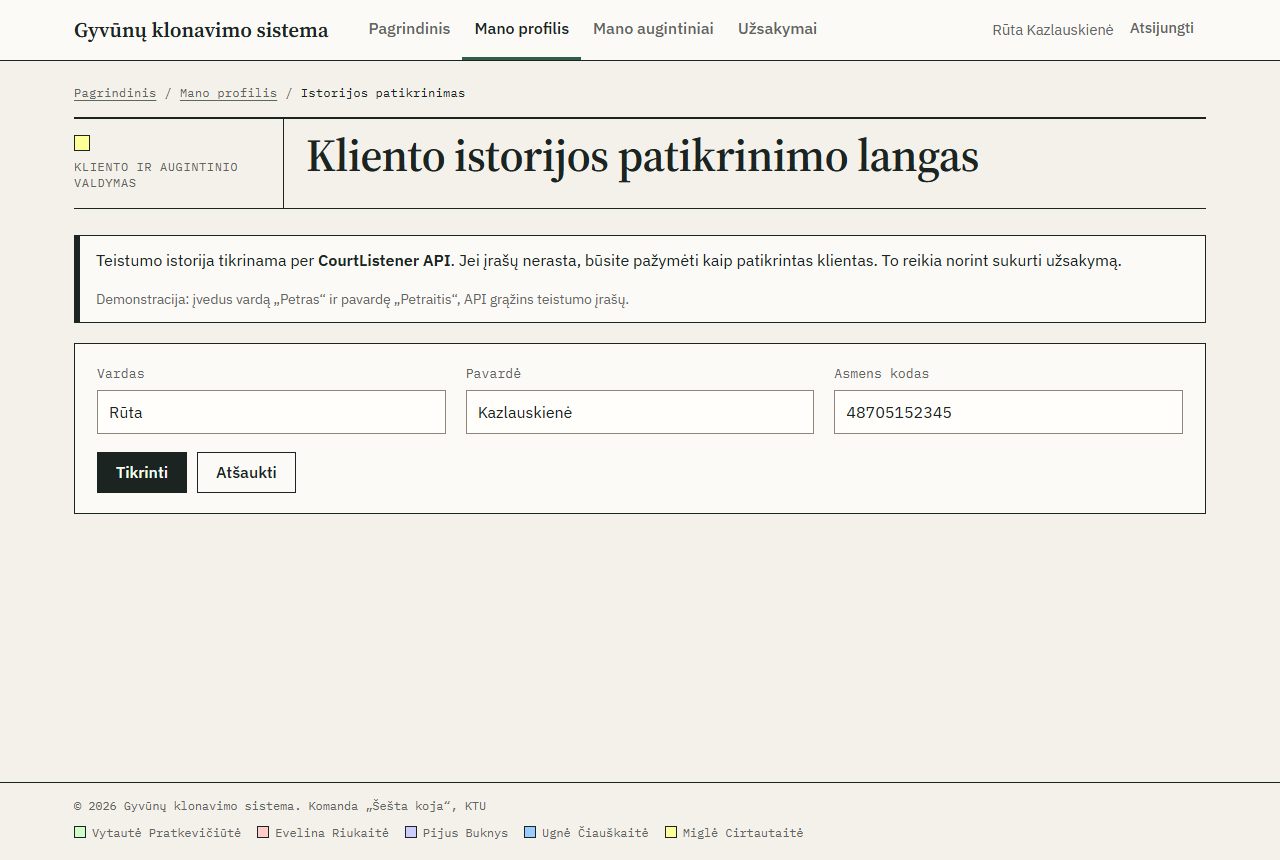 Gyvūnų klonavimo sistema Pagrindinis Mano profilis Mano augintiniai Užsakymai Rūta Kazlauskienė Atsijungti
Pagrindinis / Mano profilis / Istorijos patikrinimas
KLIENTO IR AUGINTINIO
VALDYMAS
Kliento istorijos patikrinimo langas
Teistumo istorija tikrinama per CourtListener API. Jei įrašų nerasta, būsite pažymėti kaip patikrintas klientas. To reikia norint sukurti užsakymą.
Demonstracija: įvedus vardą „Petras“ ir pavardę „Petraitis“, API grąžins teistumo įrašų.
Vardas Pavardė Asmens kodas
Rūta Kazlauskienė 48705152345
Tikrinti Atšaukti
© 2026 Gyvūnų klonavimo sistema. Komanda „Šešta koja“, KTU
Vytautė Pratkevičiūtė Evelina Riukaitė Pijus Buknys Ugnė Čiauškaitė Miglė Cirtautaitė